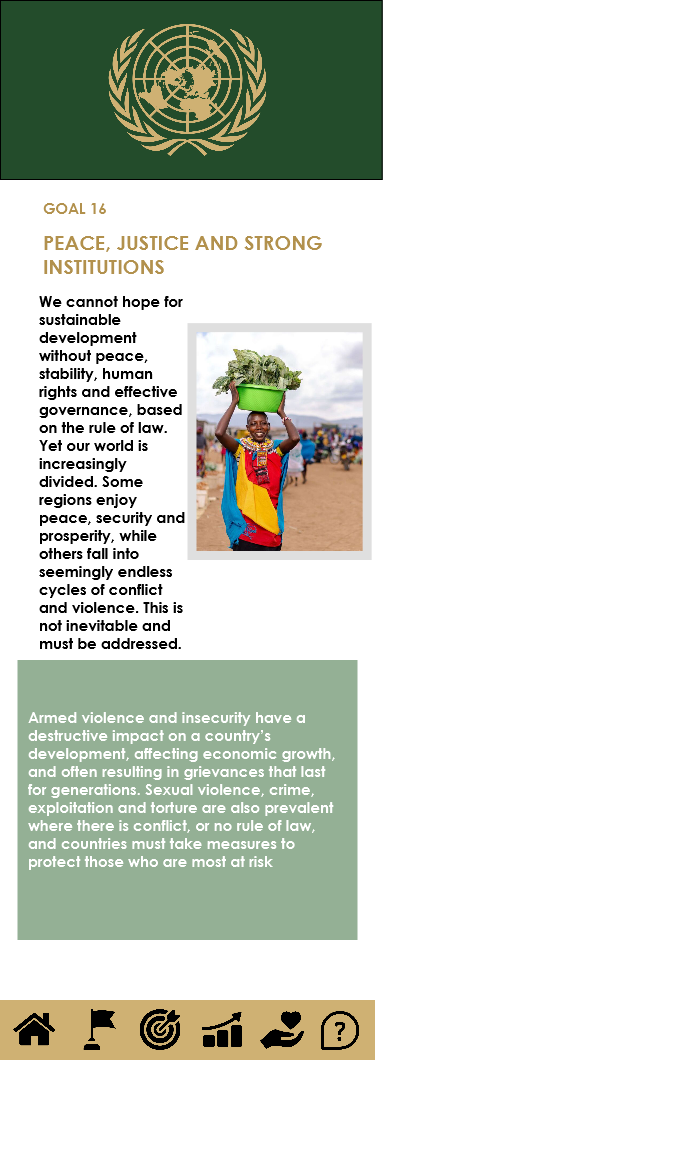 GOAL 16
PEACE, JUSTICE AND STRONG
INSTITUTIONS
We cannot hope for
sustainable
development
without peace,
stability, human
rights and effective
governance, based
on the rule of law.
Yet our world is
increasingly
divided. Some
regions enjoy
peace, security and
prosperity, while
others fall into
seemingly endless
cycles of conflict
and violence. This is
not inevitable and
must be addressed.
Armed violence and insecurity have a
destructive impact on a country's
development, affecting economic growth,
and often resulting in grievances that last
for generations. Sexual violence, crime,
exploitation and torture are also prevalent
where there is conflict, or no rule of law,
and countries must take measures to
protect those who are most at risk
?